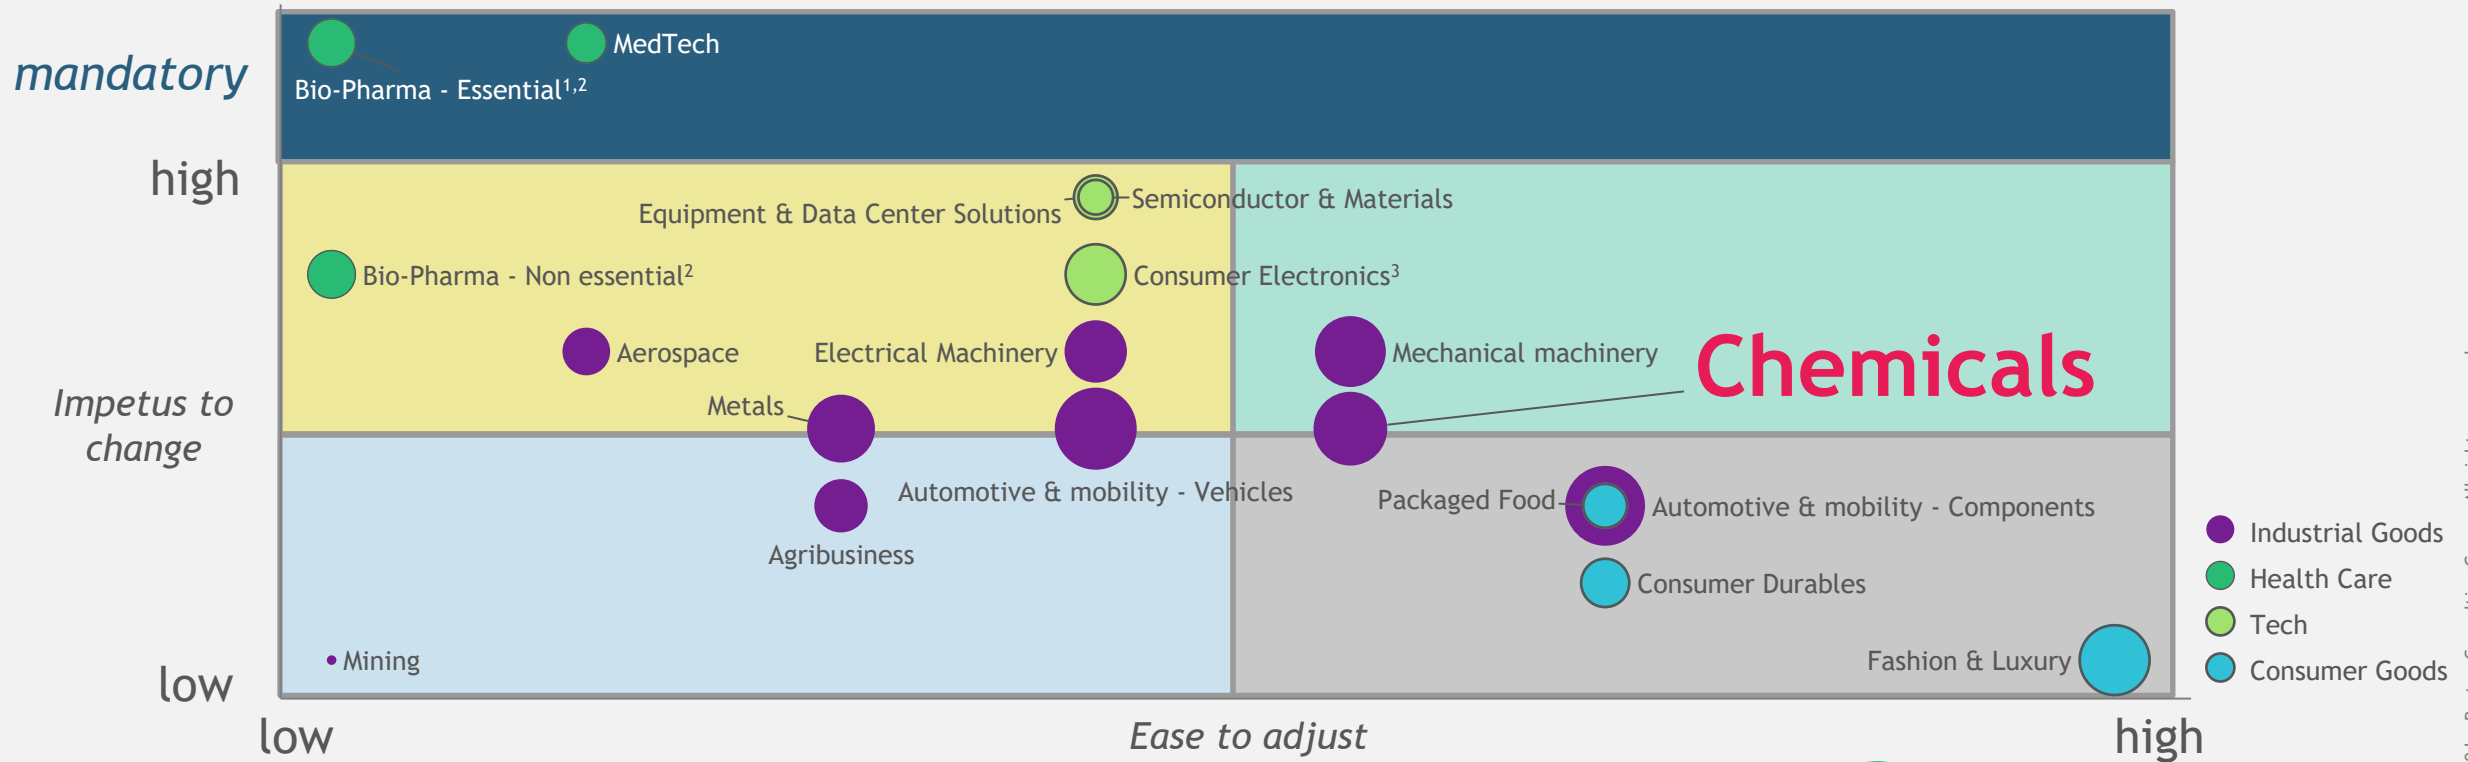 mandatory
MedTech
Bio-Pharma - Essential¹,²
high
Equipment & Data Center Solutions
Semiconductor & Materials
Bio-Pharma - Non essential²
Consumer Electronics³
Aerospace
Electrical Machinery
Mechanical machinery
Chemicals
Metals
Impetus to
change
Automotive & mobility - Vehicles
Packaged Food
Automotive & mobility - Components
Agribusiness
Consumer Durables
Mining
Fashion & Luxury
Industrial Goods
Health Care
Tech
Consumer Goods
low
low
Ease to adjust
high